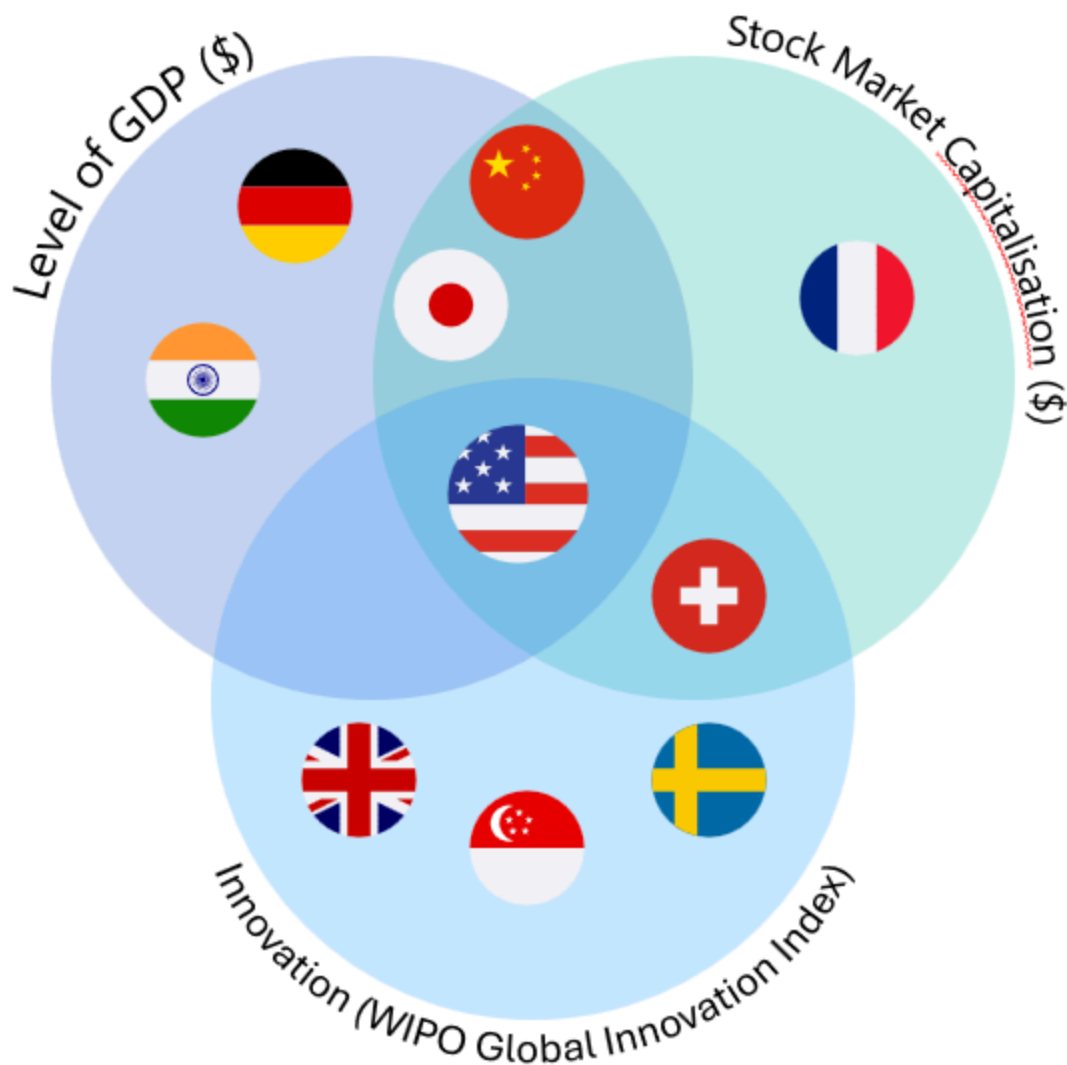 Level of GDP ($)
Stock Market Capitalisation ($)
Innovation (WIPO Global Innovation Index)